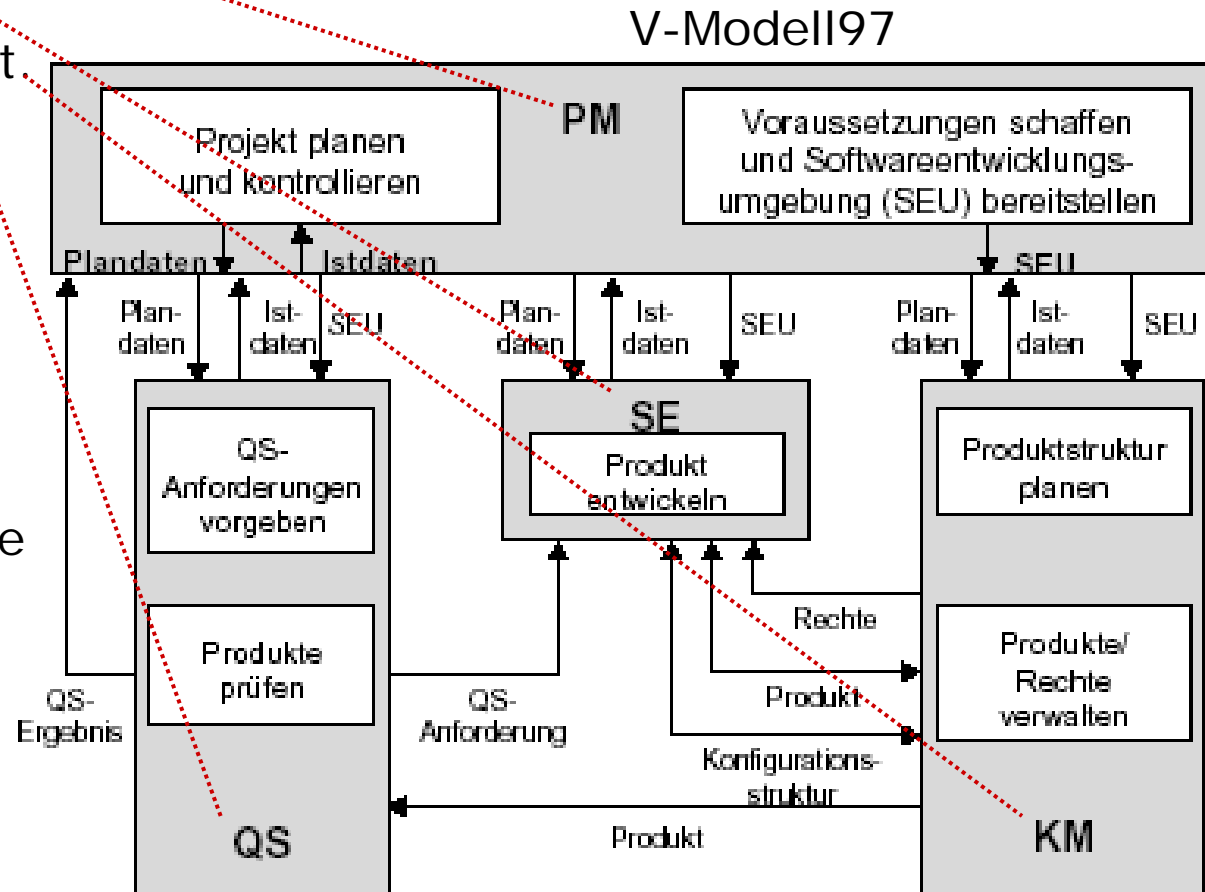 V-Modell97
t.
PM
Projekt planen
und kontrollieren
Voraussetzungen schaffen
und Softwareentwicklungs-
umgebung (SEU) bereitstellen
Plandaten
Istdaten
SEU
Plan-
daten
Ist-
daten
SEU
Plan-
daten
Ist-
daten
SEU
Plan-
daten
Ist-
daten
SEU
QS-
Anforderungen
vorgeben
SE
Produkt
entwickeln
Produktstruktur
planen
e
Produkte
prüfen
Rechte
Produkte/
Rechte
verwalten
QS-
Ergebnis
QS-
Anforderung
Produkt
Konfigurations-
struktur
QS
Produkt
KM